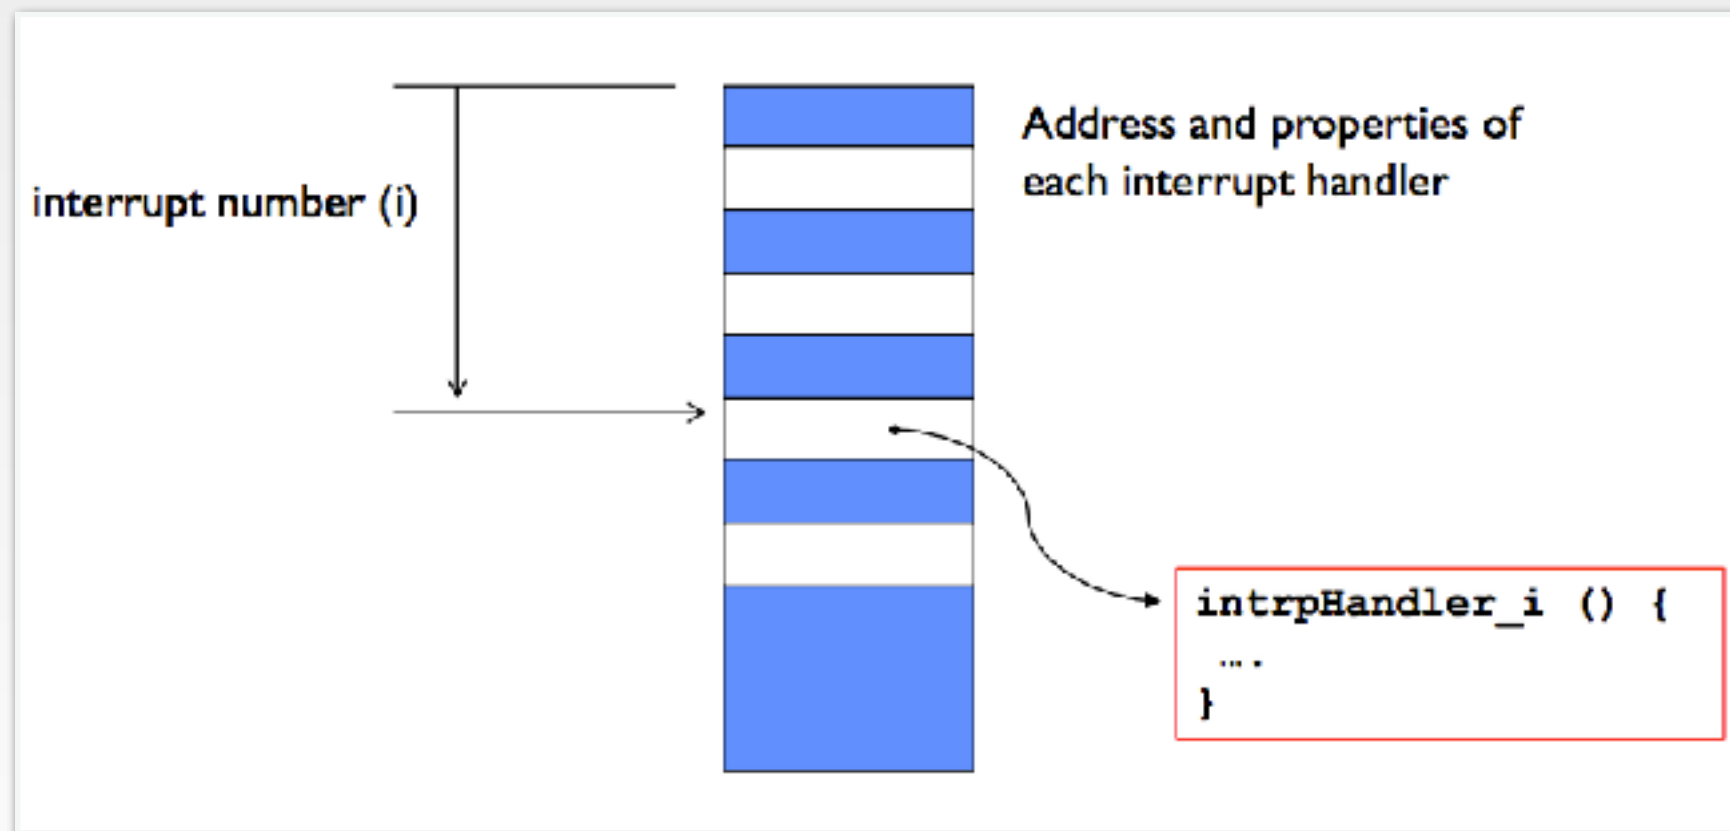 Address and properties of
each interrupt handler
interrupt number (i)
intrpHandler_i () {
….
}